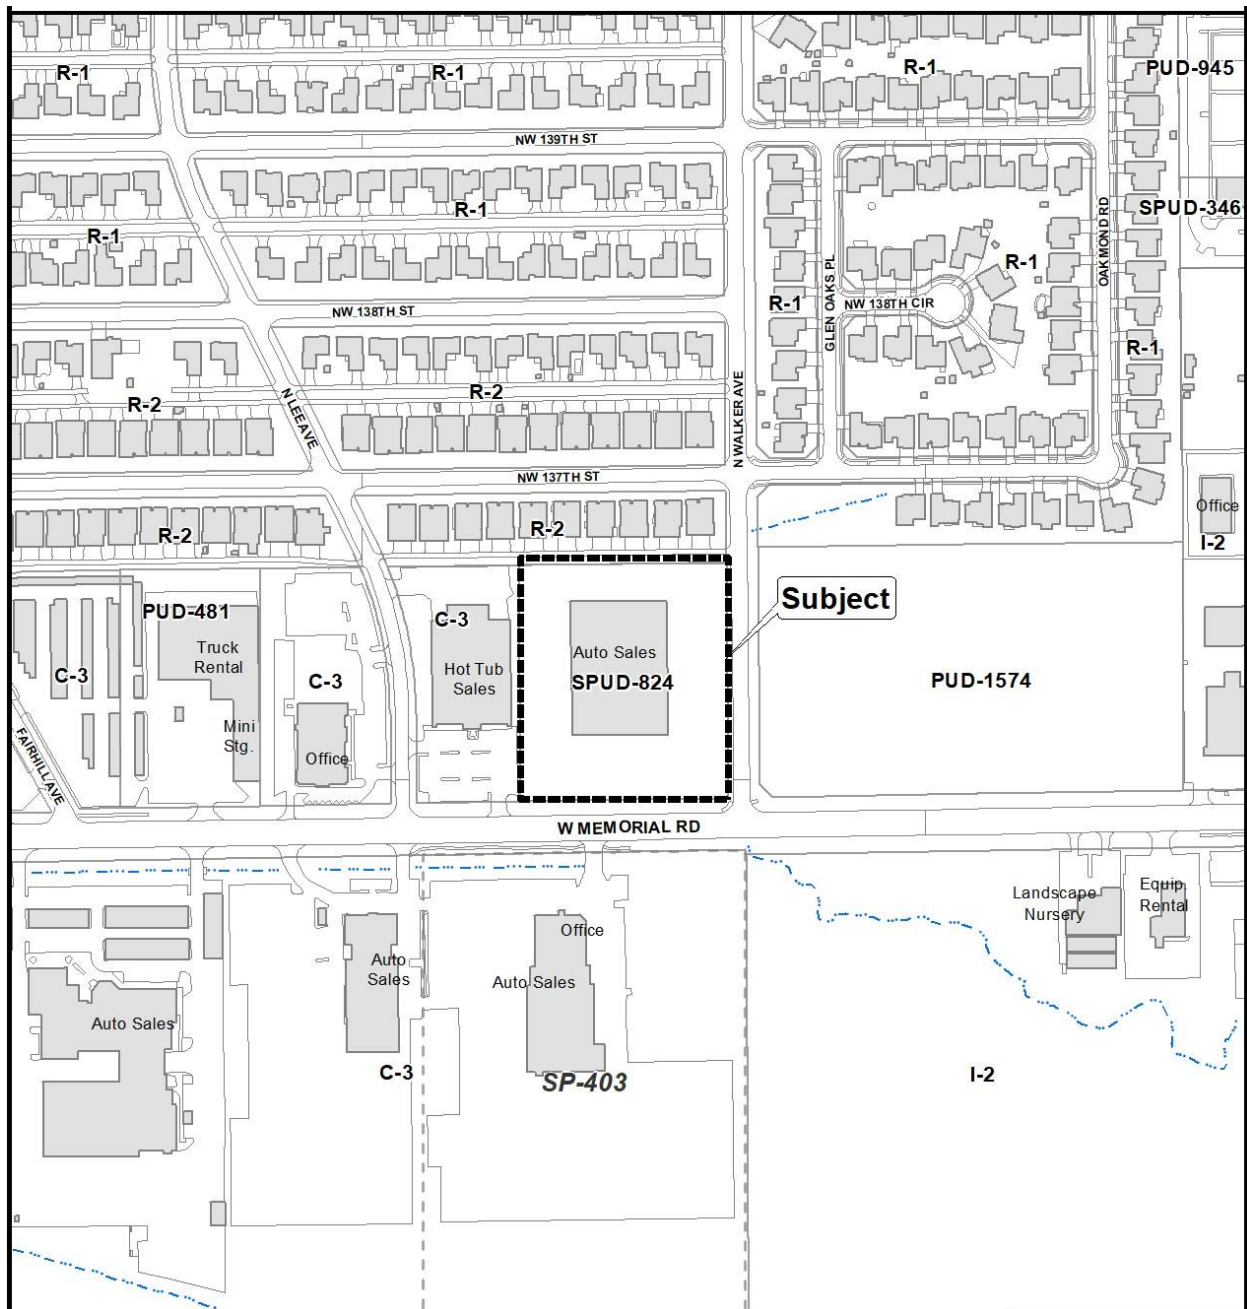 R-1
R-1
R-1
PUD-945
NW 139TH ST
R-1
R-1
SPUD-346
OAKMOND RD
R-1
GLEN OAKS PL
R-1
NW 138TH CIR
NW 138TH ST
R-1
N WALKER AVE
R-2
R-2
N LEE AVE
NW 137TH ST
Office
I-2
R-2
R-2
Subject
PUD-481
C-3
Truck
Rental
Auto Sales
Hot Tub
Sales
C-3
C-3
SPUD-824
PUD-1574
Mini
Stg.
Office
FAIRHILL AVE
W MEMORIAL RD
Landscape
Nursery
Equip.
Rental
Office
Auto
Sales
Auto Sales
Auto Sales
C-3
SP-403
I-2